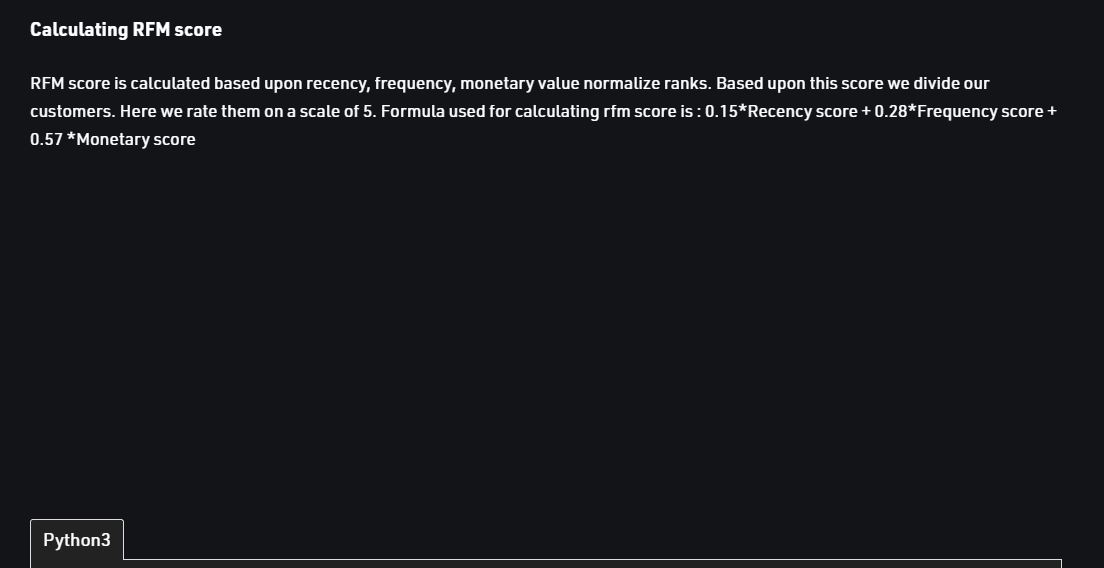 Calculating RFM score
RFM score is calculated based upon recency, frequency, monetary value normalize ranks. Based upon this score we divide our
customers. Here we rate them on a scale of 5. Formula used for calculating rfm score is : 0.15*Recency score + 0.28*Frequency score +
0.57 *Monetary score
Python3